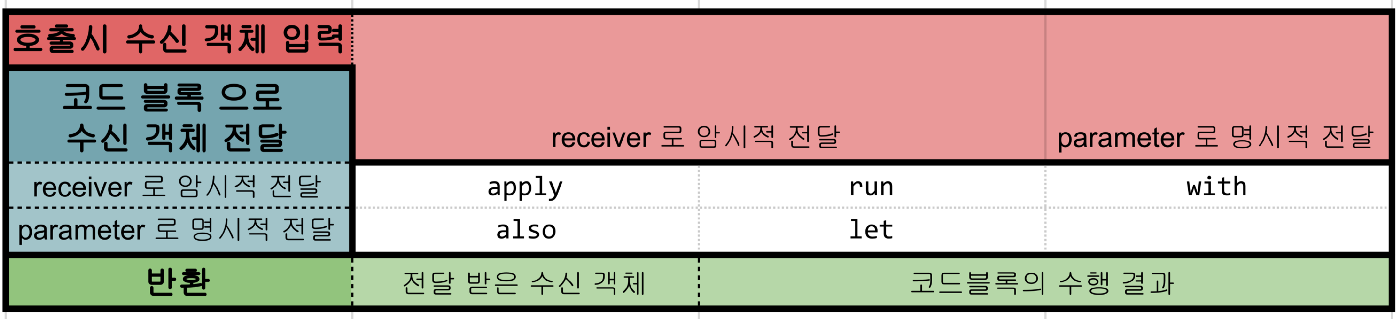 호출시 수신 객체 입력
코드 블록 으로
수신 객체 전달
receiver 로 암시적 전달 parameter 로 명시적 전달
receiver 로 암시적 전달 apply run with
parameter 로 명시적 전달 also let
반환 전달 받은 수신 객체 코드블록의 수행 결과